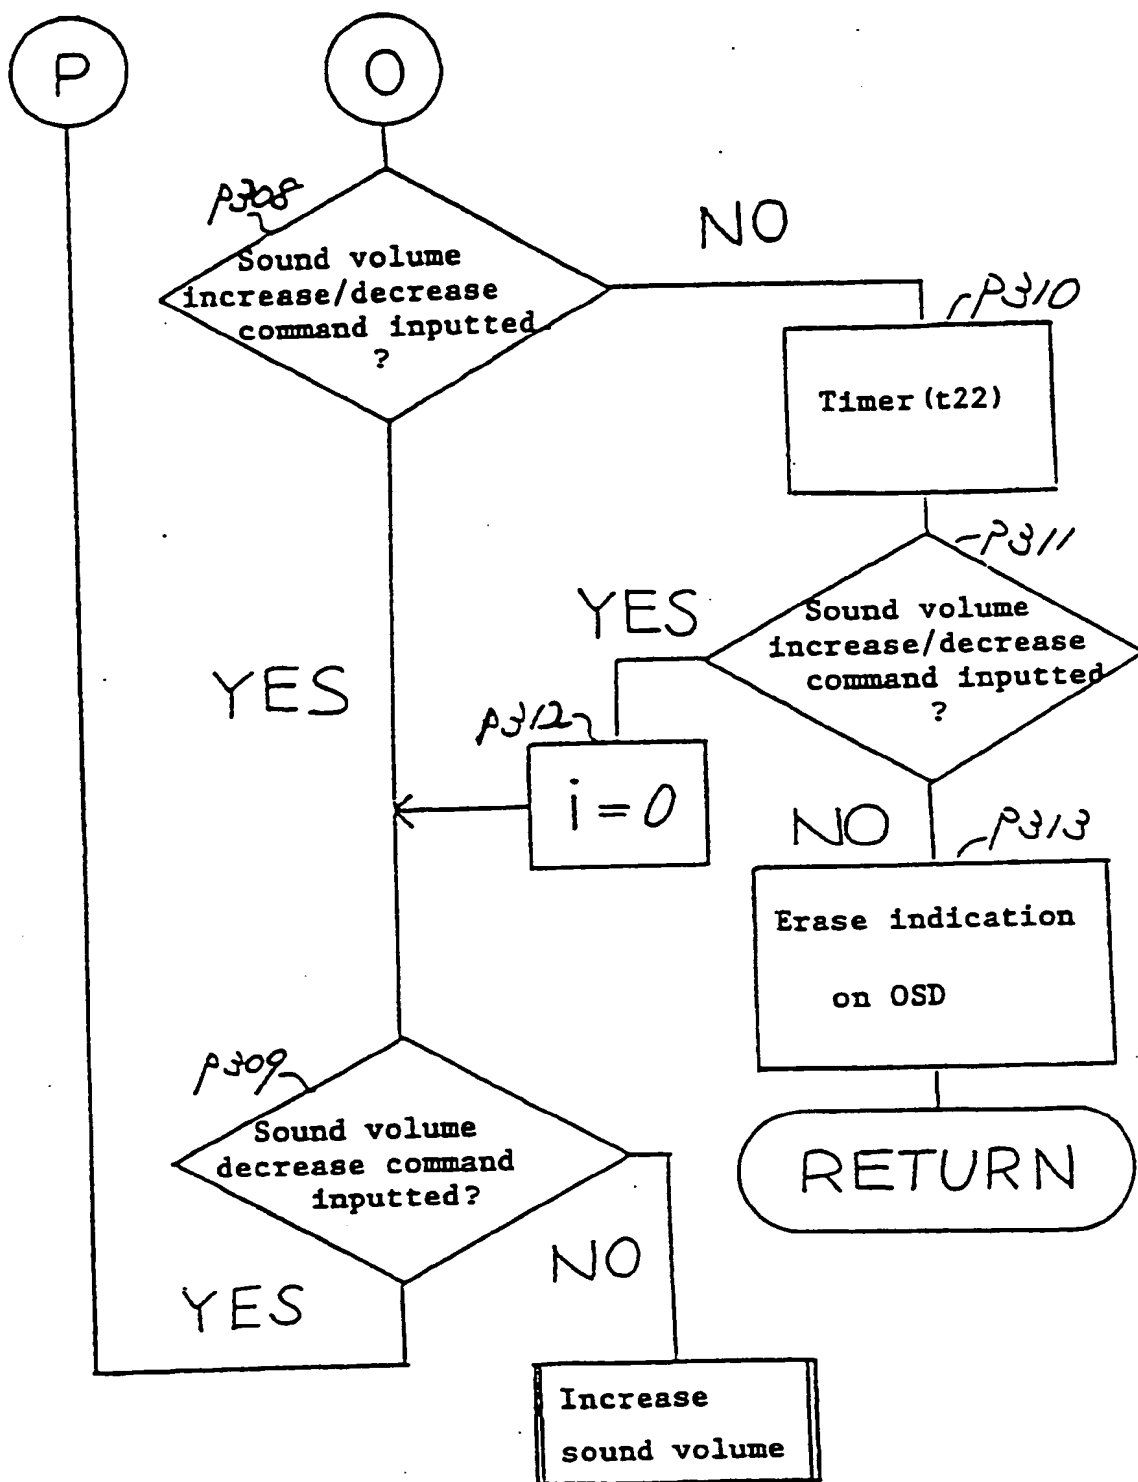 P
O
P308
Sound volume
increase/decrease
command inputted
?
NO
P310
Timer(t22)
P311
Sound volume
increase/decrease
command inputted
?
YES
YES
P312
i=0
NO
P313
Erase indication
on OSD
RETURN
P309
Sound volume
decrease command
inputted?
NO
YES
Increase
sound volume